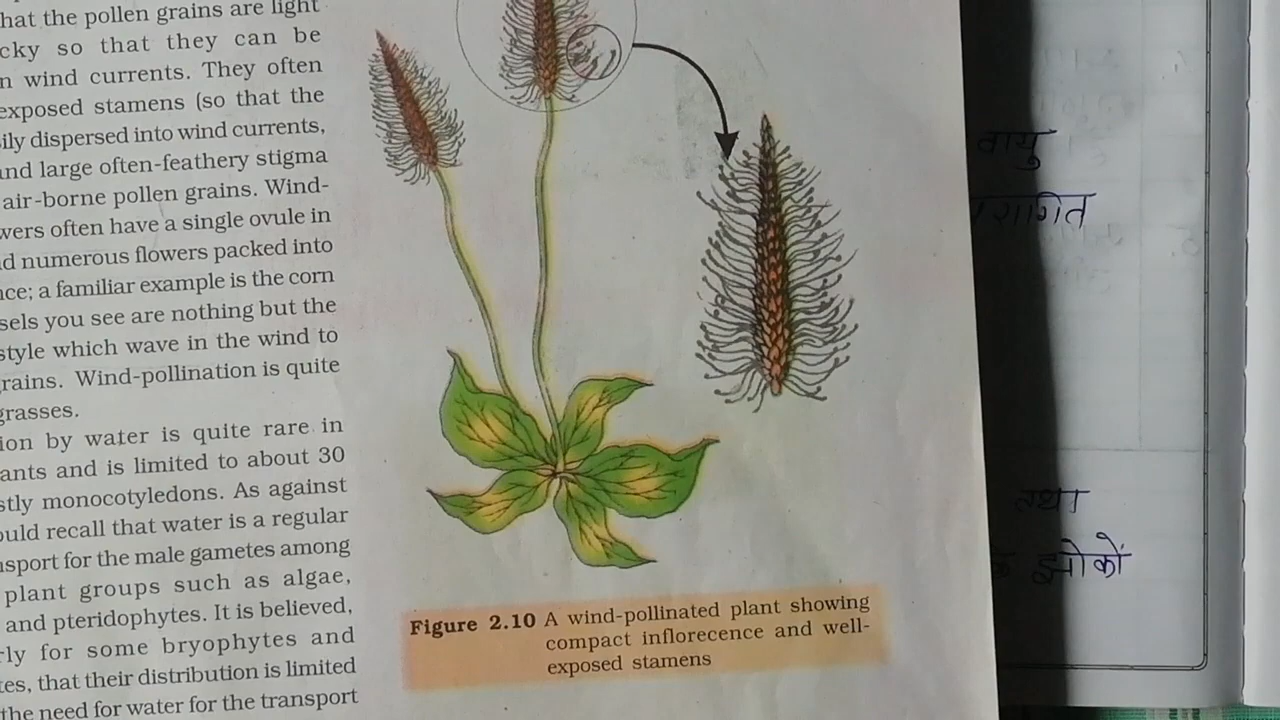 hat the pollen grains are light
cky so that they can be
n wind currents. They often
exposed stamens (so that the
ily dispersed into wind currents,
nd large often-feathery stigma
air-borne pollen grains. Wind-
wers often have a single ovule in
d numerous flowers packed into
nce; a familiar example is the corn
sels you see are nothing but the
style which wave in the wind to
rains. Wind-pollination is quite
grasses.
ion by water is quite rare in
ants and is limited to about 30
stly monocotyledons. As against
ould recall that water is a regular
nsport for the male gametes among
plant groups such as algae,
and pteridophytes. It is believed,
rly for some bryophytes and
tes, that their distribution is limited
the need for water for the transport
Figure 2.10 A wind-pollinated plant showing
compact inflorecence and well-
exposed stamens
वायु
तथा
झोकों